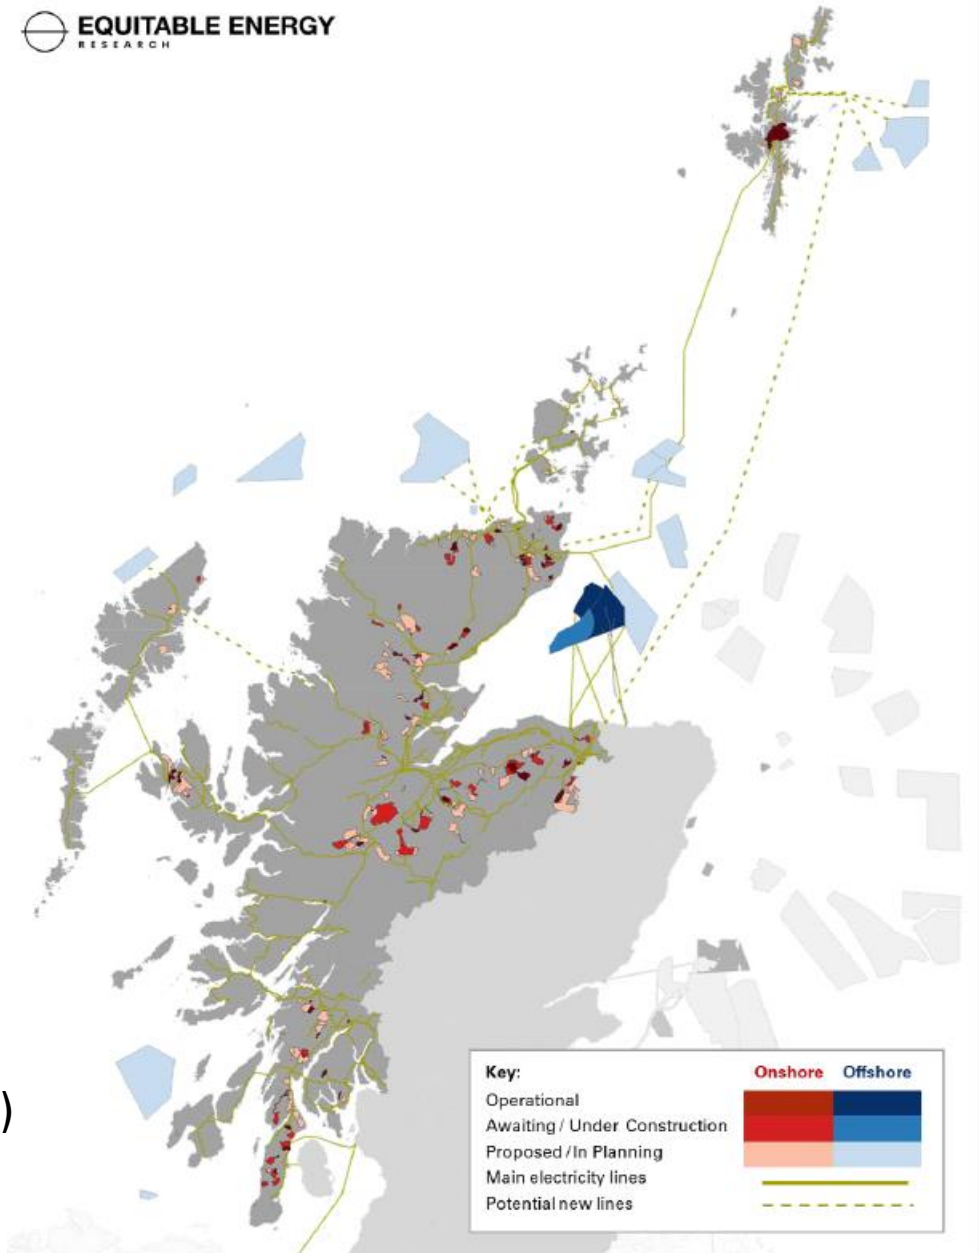 EQUITABLE ENERGY
RESEARCH
)
Key:
Onshore
Offshore
Operational
Awaiting / Under Construction
Proposed / In Planning
Main electricity lines
Potential new lines